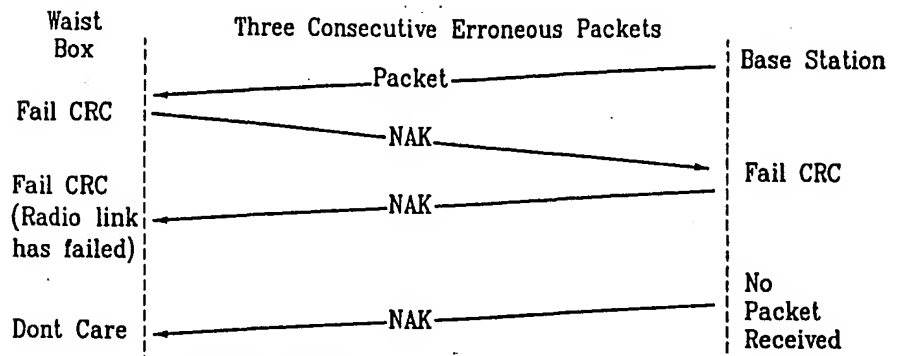 Waist
Box
Three Consecutive Erroneous Packets
Base Station
Packet
Fail CRC
NAK
Fail CRC
Fail CRC
(Radio link
has failed)
NAK
No
Packet
Received
Dont Care
NAK